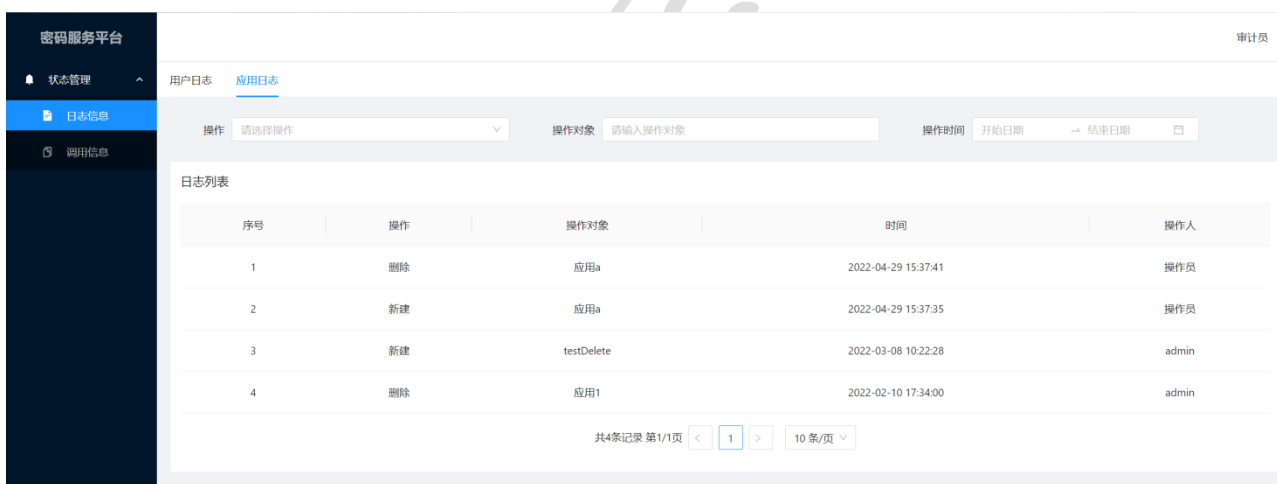 密码服务平台
审计员
状态管理
用户日志 应用日志
日志信息
操作 请选择操作 操作对象 请输入操作对象 操作时间 开始日期 结束日期
调用信息
日志列表
序号 操作 操作对象 时间 操作人
1 删除 应用a 2022-04-29 15:37:41 操作员
2 新建 应用a 2022-04-29 15:37:35 操作员
3 新建 testDelete 2022-03-08 10:22:28 admin
4 删除 应用1 2022-02-10 17:34:00 admin
共4条记录 第1/1页 < 1 > 10 条/页